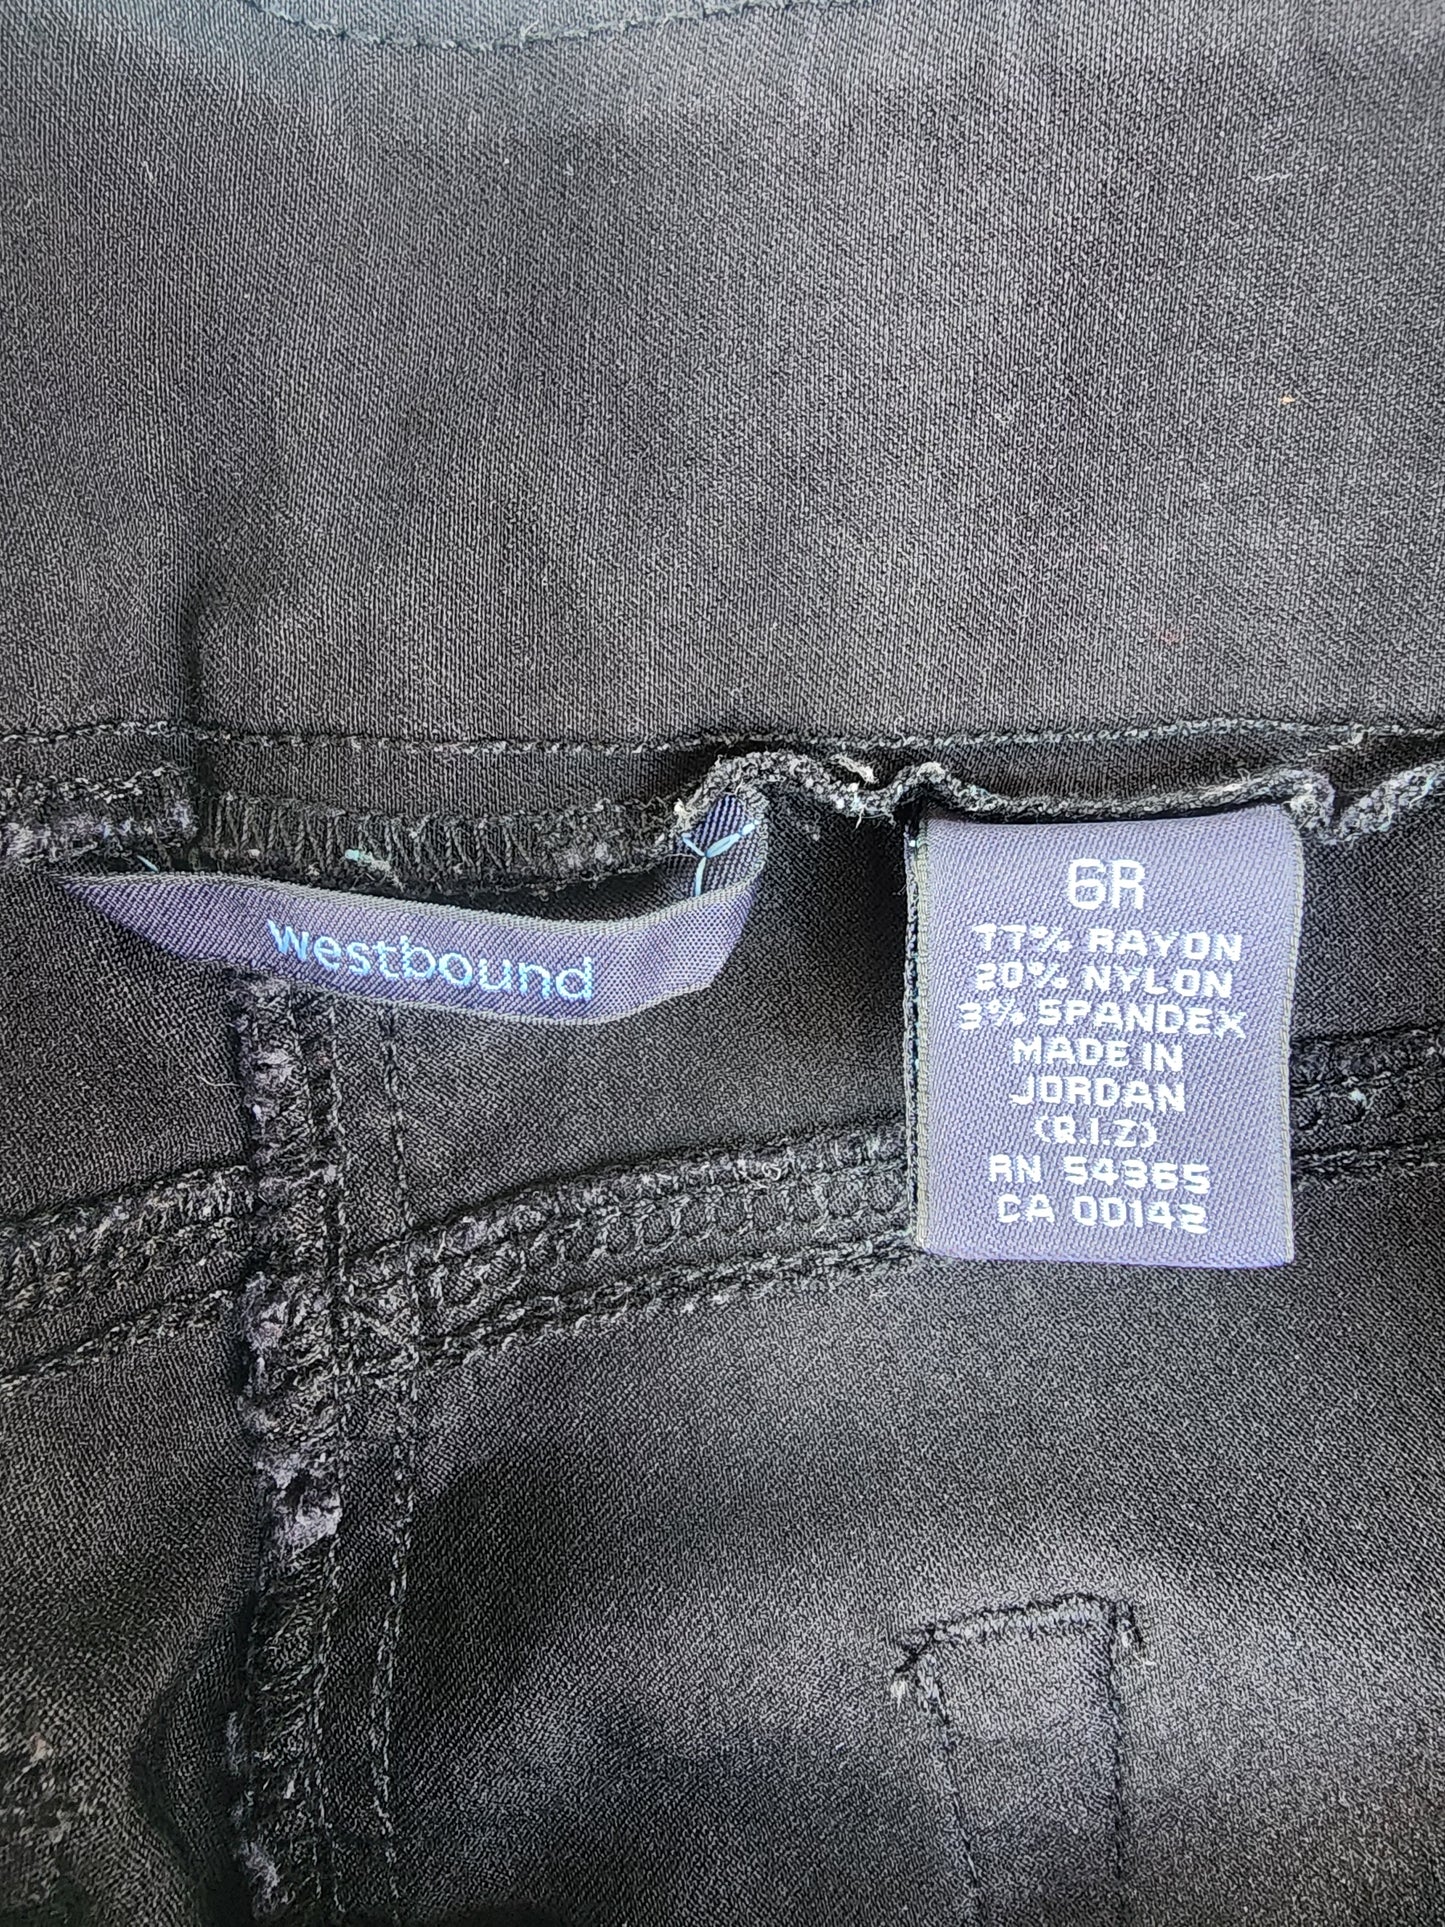 westbound
6R
77% RAYON
20% NYLON
3% SPANDEX
MADE IN
JORDAN
(Q.I.Z)
RN 54365
CA 00142